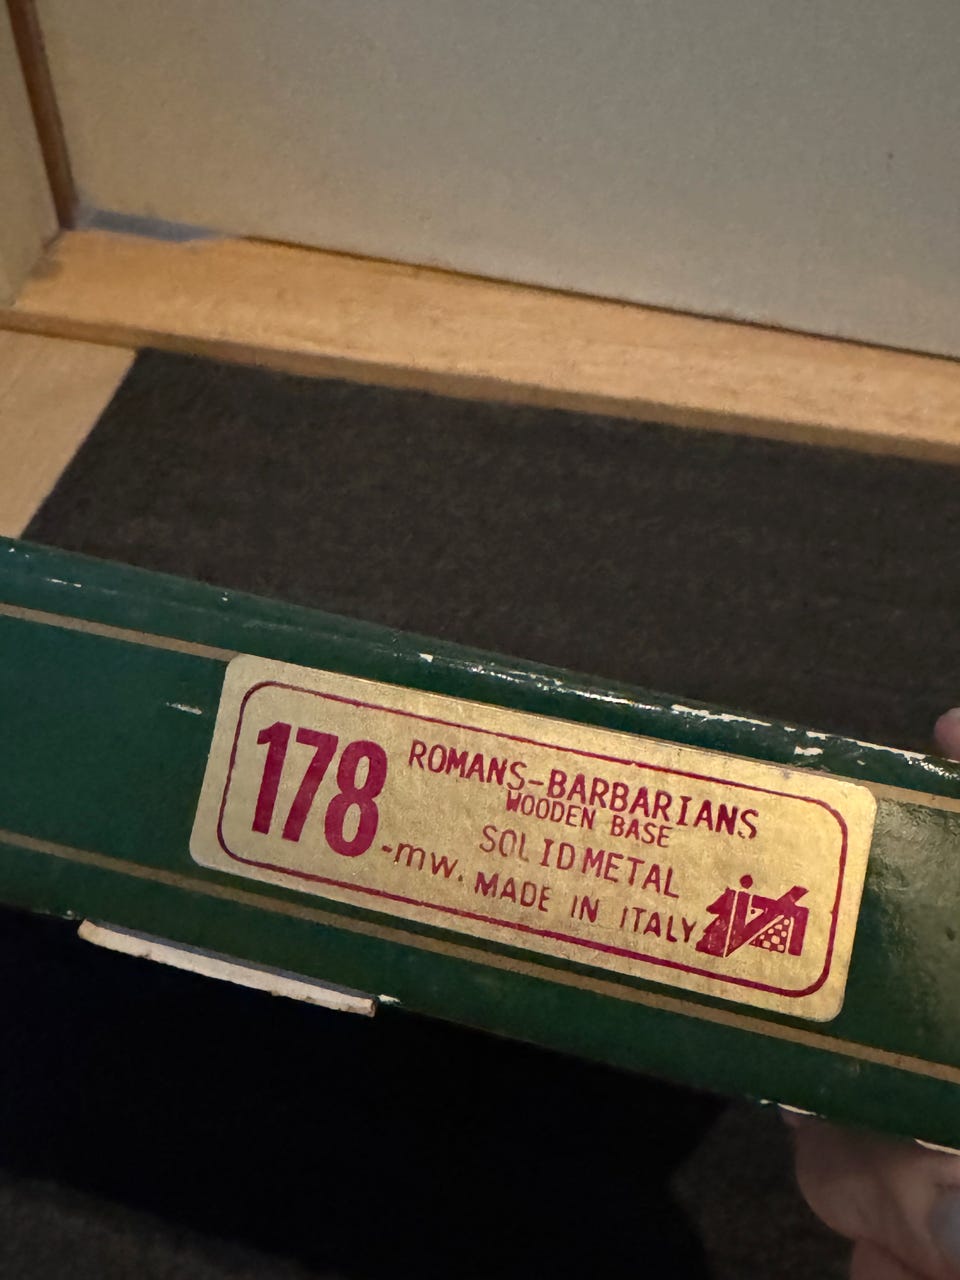 178-mw.
ROMANS-BARBARIANS
WOODEN BASE
SOLID METAL
MADE IN ITALY